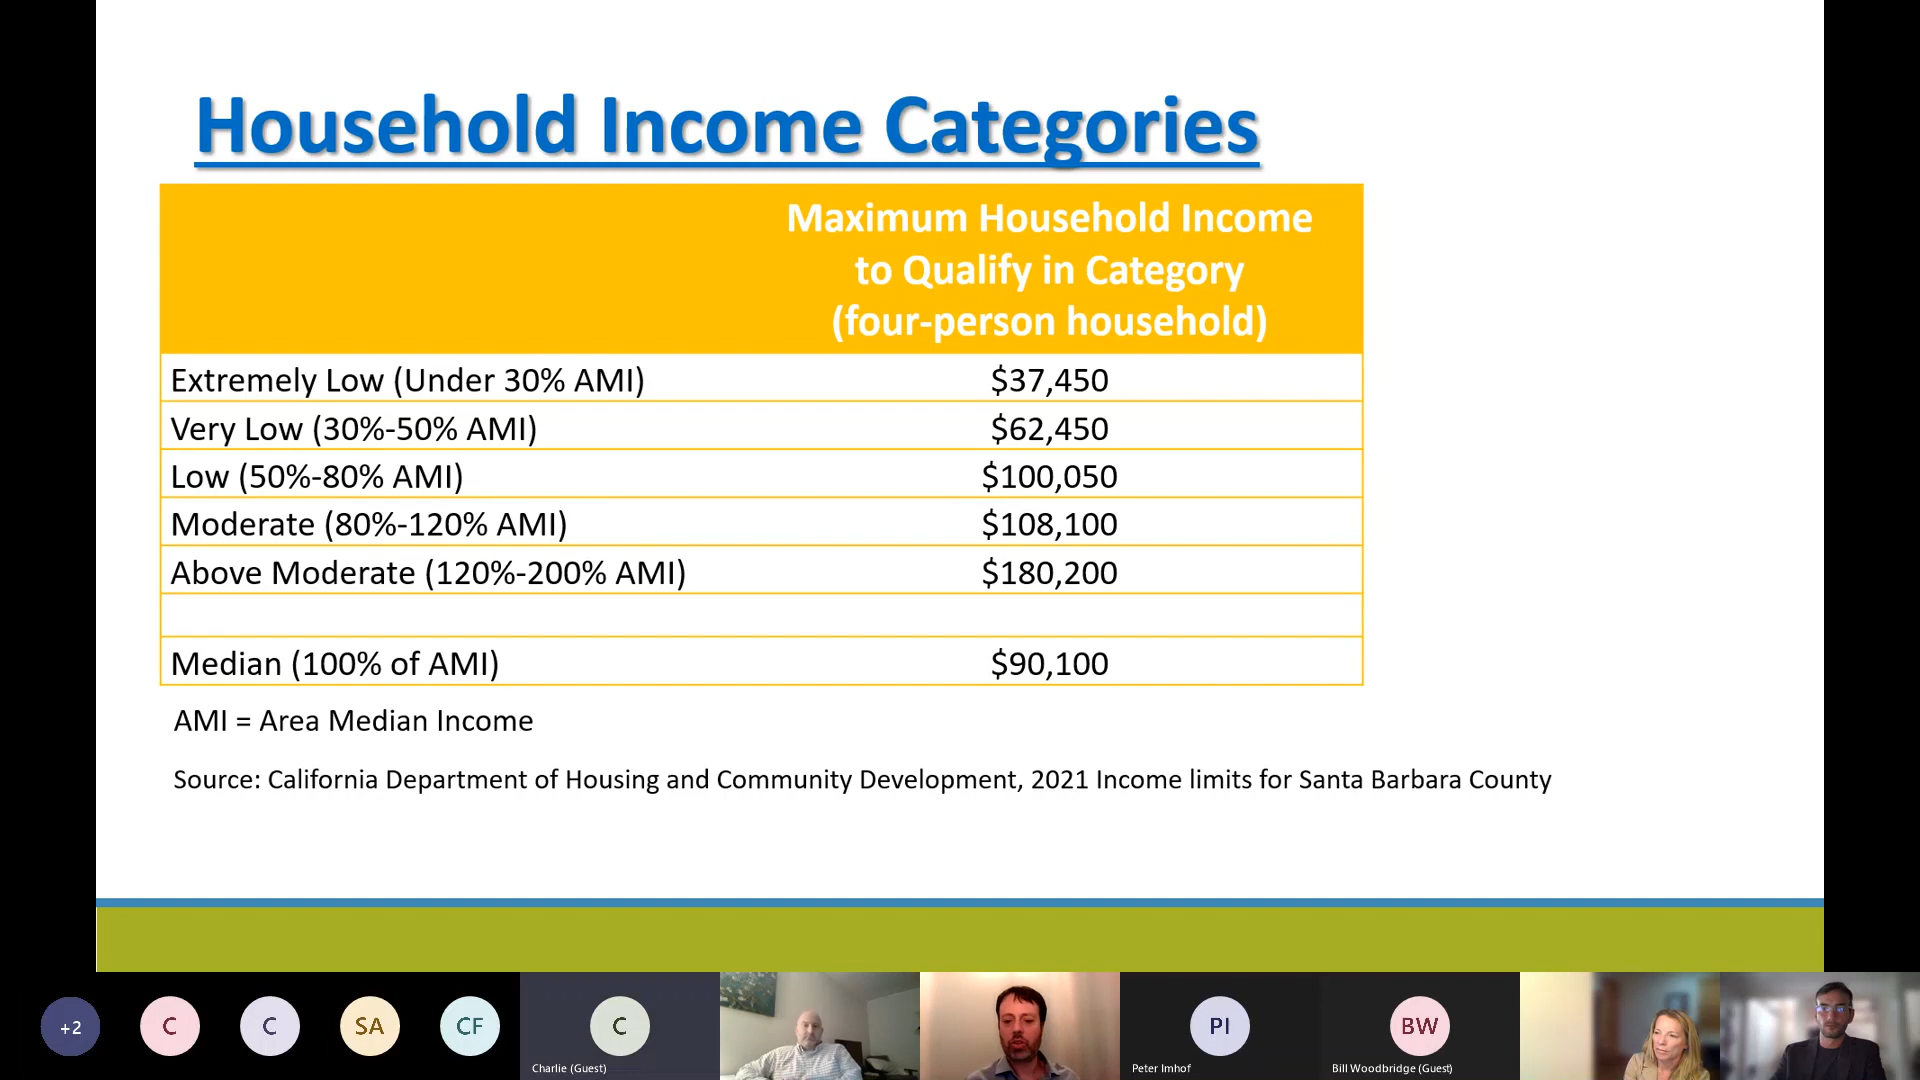 Household Income Categories
Maximum Household Income
to Qualify in Category
(four-person household)
Extremely Low (Under 30% AMI) $37,450
Very Low (30%-50% AMI) $62,450
Low (50%-80% AMI) $100,050
Moderate (80%-120% AMI) $108,100
Above Moderate (120%-200% AMI) $180,200
Median (100% of AMI) $90,100
AMI = Area Median Income
Source: California Department of Housing and Community Development, 2021 Income limits for Santa Barbara County
+2 C C SA CF C PI BW
Charlie (Guest) Peter Imhof Bill Woodbridge (Guest)